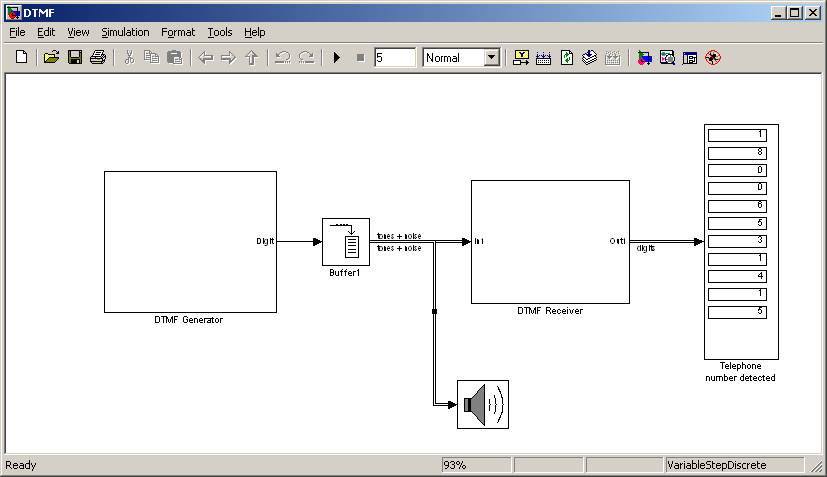 DTMF
File Edit View Simulation Format Tools Help
5 Normal
Digit
DTMF Generator
Buffer1
tones + noise
tones + noise
In1
Out1
DTMF Receiver
digits
1
8
0
0
6
5
3
1
4
1
5
Telephone
number detected
Ready 93% VariableStepDiscrete